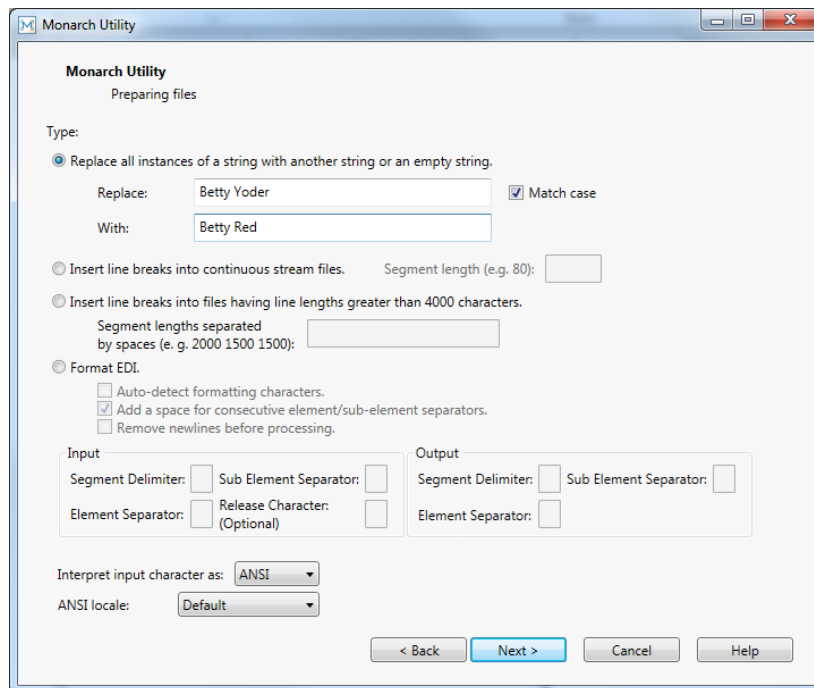 Monarch Utility
Monarch Utility
Preparing files
Type:
Replace all instances of a string with another string or an empty string.
Replace: Betty Yoder Match case
With: Betty Red
Insert line breaks into continuous stream files. Segment length (e.g. 80):
Insert line breaks into files having line lengths greater than 4000 characters.
Segment lengths separated
by spaces (e. g. 2000 1500 1500):
Format EDI.
Auto-detect formatting characters.
Add a space for consecutive element/sub-element separators.
Remove newlines before processing.
Input
Segment Delimiter: Sub Element Separator:
Element Separator: Release Character:
(Optional)
Output
Segment Delimiter: Sub Element Separator:
Element Separator:
Interpret input character as: ANSI
ANSI locale: Default
< Back Next > Cancel Help